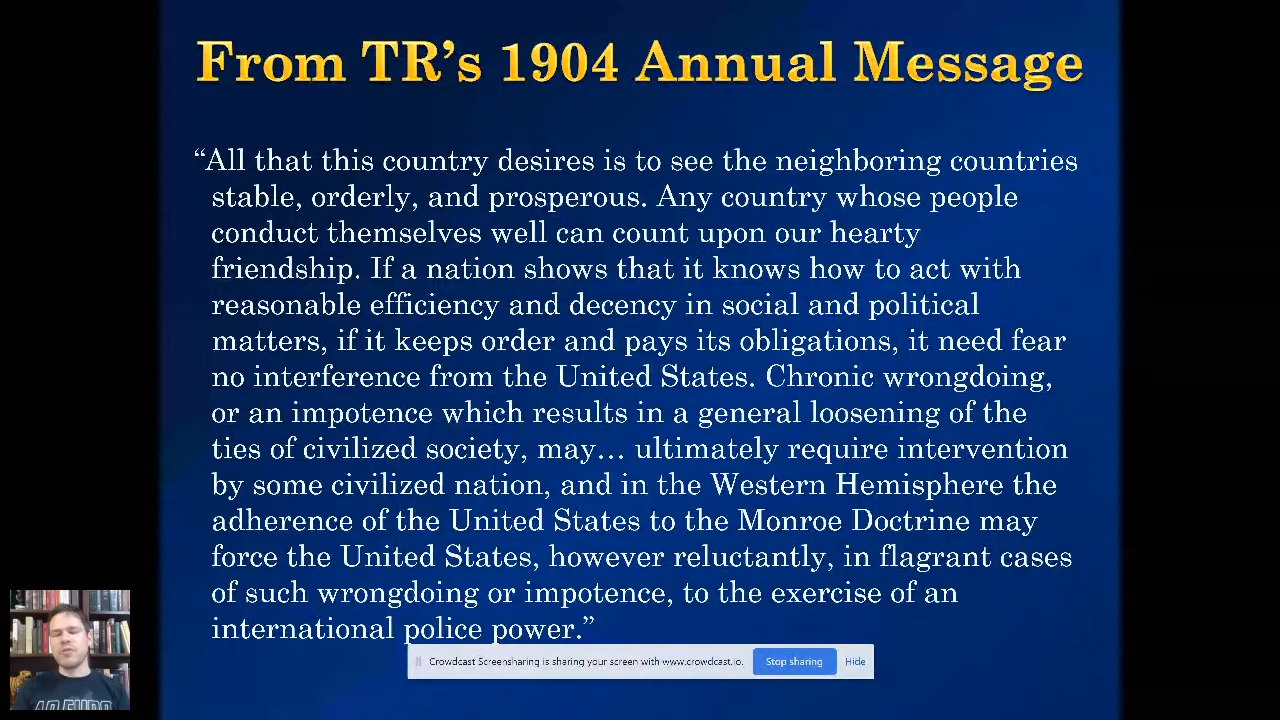 From TR’s 1904 Annual Message
“All that this country desires is to see the neighboring countries
stable, orderly, and prosperous. Any country whose people
conduct themselves well can count upon our hearty
friendship. If a nation shows that it knows how to act with
reasonable efficiency and decency in social and political
matters, if it keeps order and pays its obligations, it need fear
no interference from the United States. Chronic wrongdoing,
or an impotence which results in a general loosening of the
ties of civilized society, may… ultimately require intervention
by some civilized nation, and in the Western Hemisphere the
adherence of the United States to the Monroe Doctrine may
force the United States, however reluctantly, in flagrant cases
of such wrongdoing or impotence, to the exercise of an
international police power.”
Crowdcast Screensharing is sharing your screen with www.crowdcast.io. Stop sharing Hide